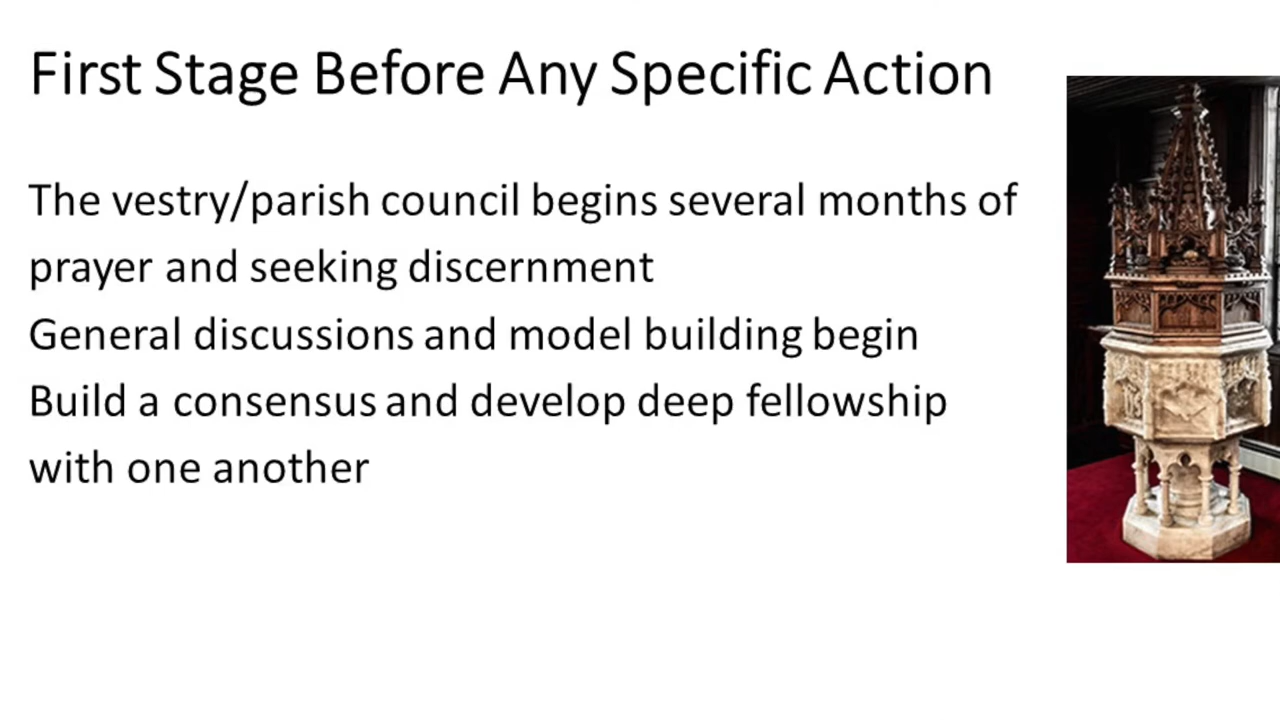 First Stage Before Any Specific Action
The vestry/parish council begins several months of
prayer and seeking discernment
General discussions and model building begin
Build a consensus and develop deep fellowship
with one another